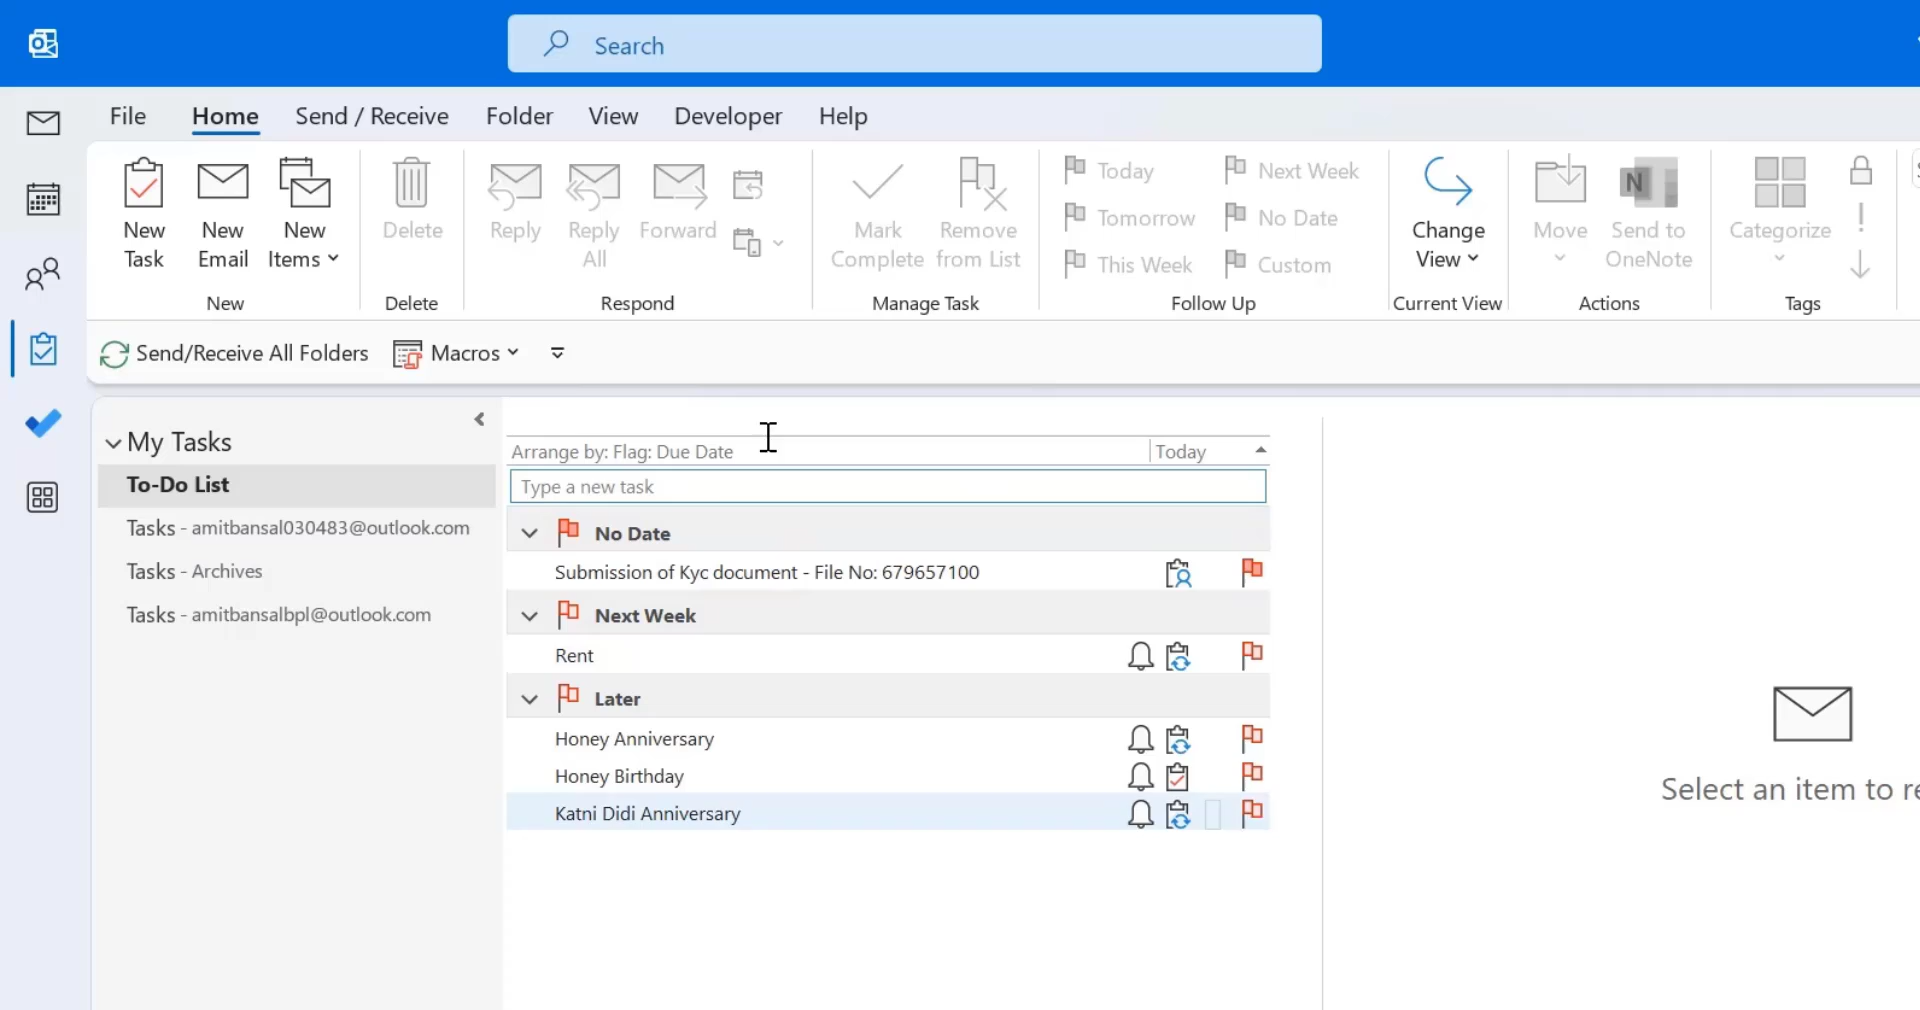 Search
File Home Send / Receive Folder View Developer Help
New Task
New Email
New Items
Delete
Reply
Reply All
Forward
Mark Complete
Remove from List
Today
Tomorrow
This Week
Next Week
No Date
Custom
Change View
Move
Send to OneNote
Categorize
New Delete Respond Manage Task Follow Up Current View Actions Tags
Send/Receive All Folders Macros
My Tasks
To-Do List
Tasks - amitbansal030483@outlook.com
Tasks - Archives
Tasks - amitbansalbpl@outlook.com
Arrange by: Flag: Due Date Today
Type a new task
No Date
Submission of Kyc document - File No: 679657100
Next Week
Rent
Later
Honey Anniversary
Honey Birthday
Katni Didi Anniversary
Select an item to re